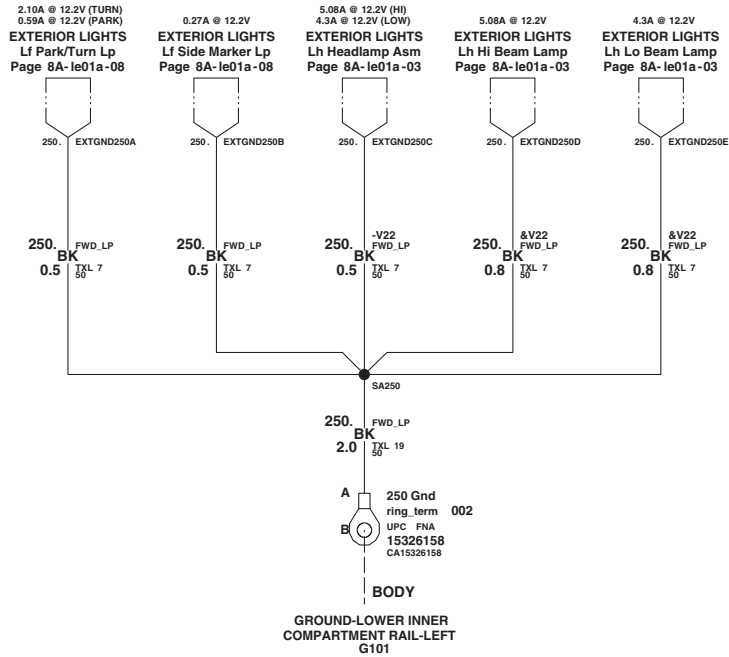 2.10A @ 12.2V (TURN)
0.59A @ 12.2V (PARK)
EXTERIOR LIGHTS
Lf Park/Turn Lp
Page 8A-le01a-08
0.27A @ 12.2V
EXTERIOR LIGHTS
Lf Side Marker Lp
Page 8A-le01a-08
5.08A @ 12.2V (HI)
4.3A @ 12.2V (LOW)
EXTERIOR LIGHTS
Lh Headlamp Asm
Page 8A-le01a-03
5.08A @ 12.2V
EXTERIOR LIGHTS
Lh Hi Beam Lamp
Page 8A-le01a-03
4.3A @ 12.2V
EXTERIOR LIGHTS
Lh Lo Beam Lamp
Page 8A-le01a-03
250. EXTGND250A
250. EXTGND250B
250. EXTGND250C
250. EXTGND250D
250. EXTGND250E
250. FWD_LP
BK
0.5 TXL 7
50
250. FWD_LP
BK
0.5 TXL 7
50
-V22
250. FWD_LP
BK
0.5 TXL 7
50
&V22
250. FWD_LP
BK
0.8 TXL 7
50
&V22
250. FWD_LP
BK
0.8 TXL 7
50
SA250
250. FWD_LP
BK
2.0 TXL 19
50
A
250 Gnd
ring_term 002
B
UPC FNA
15326158
CA15326158
BODY
GROUND-LOWER INNER
COMPARTMENT RAIL-LEFT
G101